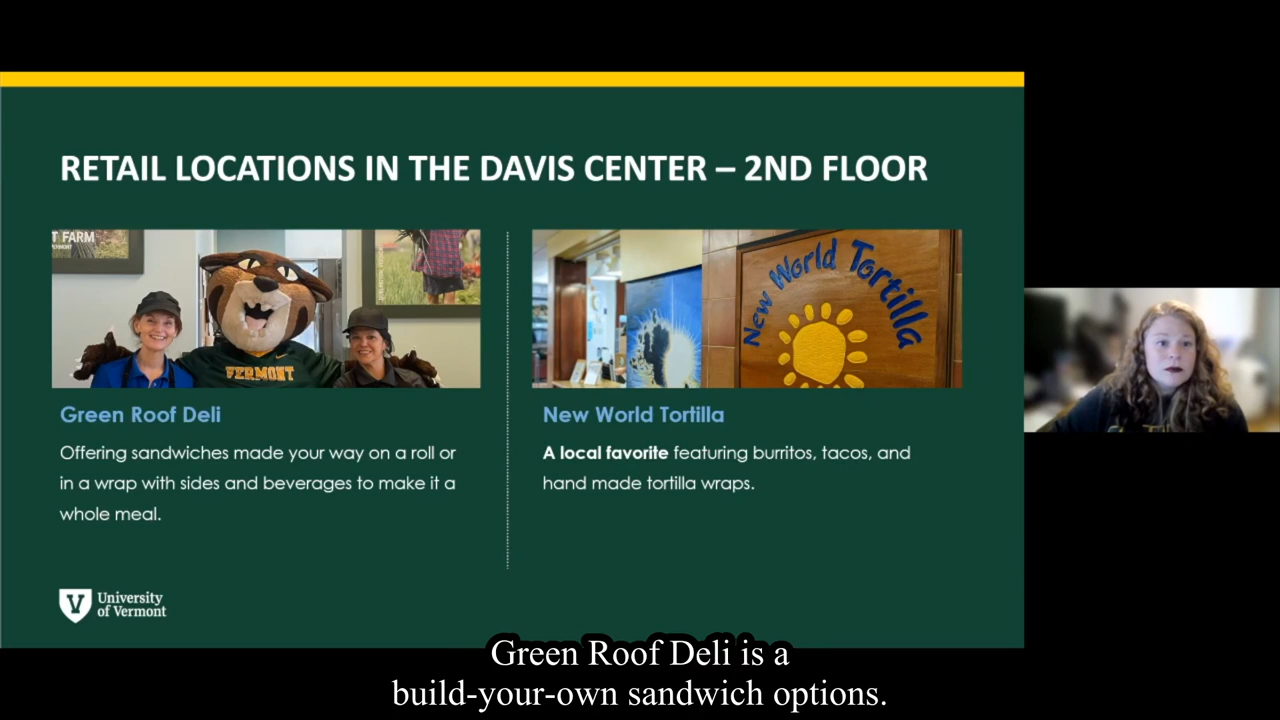 RETAIL LOCATIONS IN THE DAVIS CENTER – 2ND FLOOR
T FARM
VERMONT
New World Tortilla
Green Roof Deli
Offering sandwiches made your way on a roll or
in a wrap with sides and beverages to make it a
whole meal.
New World Tortilla
A local favorite featuring burritos, tacos, and
hand made tortilla wraps.
University
of Vermont
Green Roof Deli is a
build-your-own sandwich options.